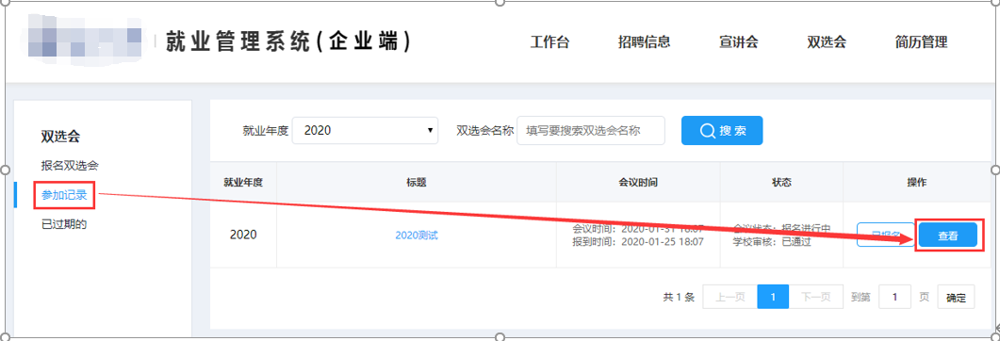 就业管理系统(企业端)
工作台 招聘信息 宣讲会 双选会 简历管理
双选会
报名双选会
参加记录
已过期的
就业年度 2020 双选会名称 填写要搜索双选会名称 搜 索
就业年度 标题 会议时间 状态 操作
2020 2020测试 会议时间：2020-01-31 18:07 会议状态：报名进行中 已报名 查看
报到时间：2020-01-25 18:07 学校审核：已通过
共 1 条 上一页 1 下一页 到第 1 页 确定